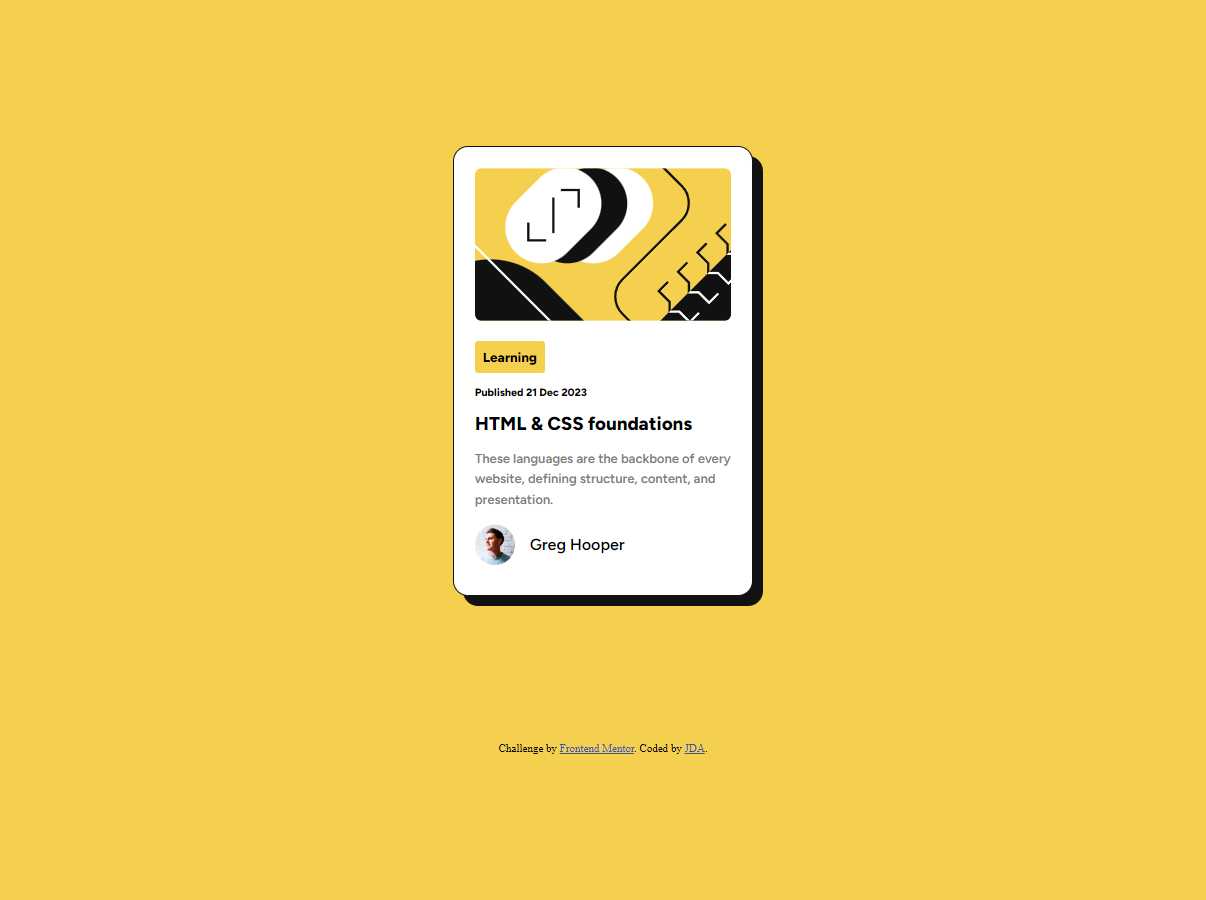 Learning
Published 21 Dec 2023
HTML & CSS foundations
These languages are the backbone of every
website, defining structure, content, and
presentation.
Greg Hooper
Challenge by Frontend Mentor. Coded by JDA.